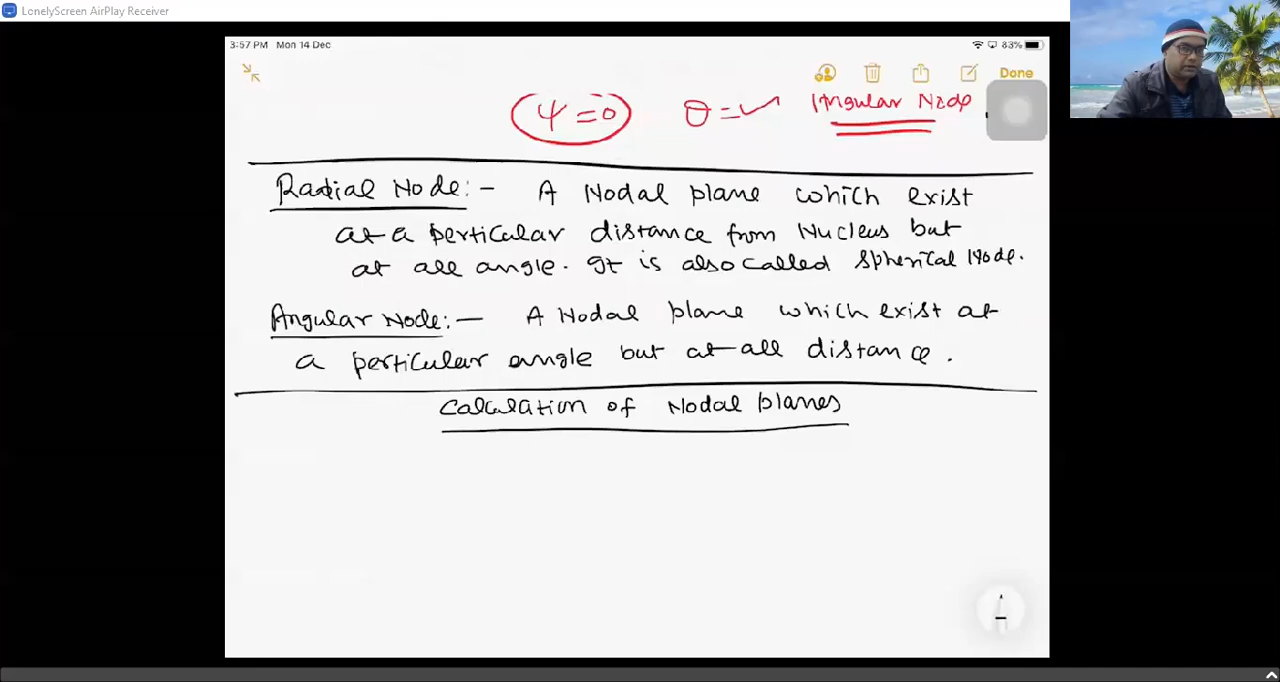 LonelyScreen AirPlay Receiver
3:57 PM Mon 14 Dec 83%
Done
Ψ = 0 θ = Angular Node
Radial Node :- A Nodal plane which exist
at a perticular distance from Nucleus but
at all angle. It is also called Spherical Node.
Angular Node :- A Nodal plane which exist at
a perticular angle but at all distance.
Calculation of Nodal planes